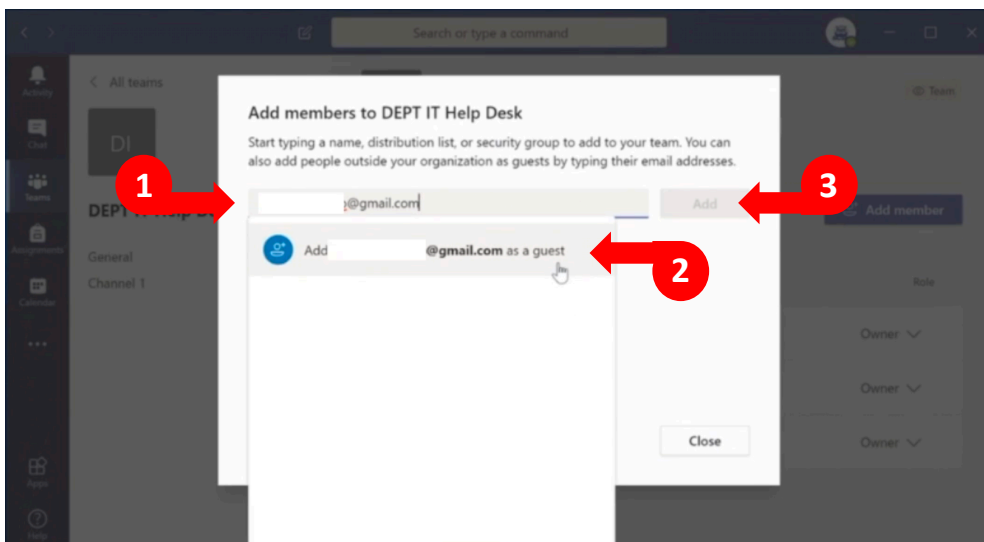 Search or type a command
Activity
Chat
Teams
Assignments
Calendar
Apps
Help
All teams
Team
DI
DEPT IT Help
General
Channel 1
Add member
Role
Owner
Owner
Owner
Add members to DEPT IT Help Desk
Start typing a name, distribution list, or security group to add to your team. You can
also add people outside your organization as guests by typing their email addresses.
1
@gmail.com
Add
3
Add @gmail.com as a guest
2
Close